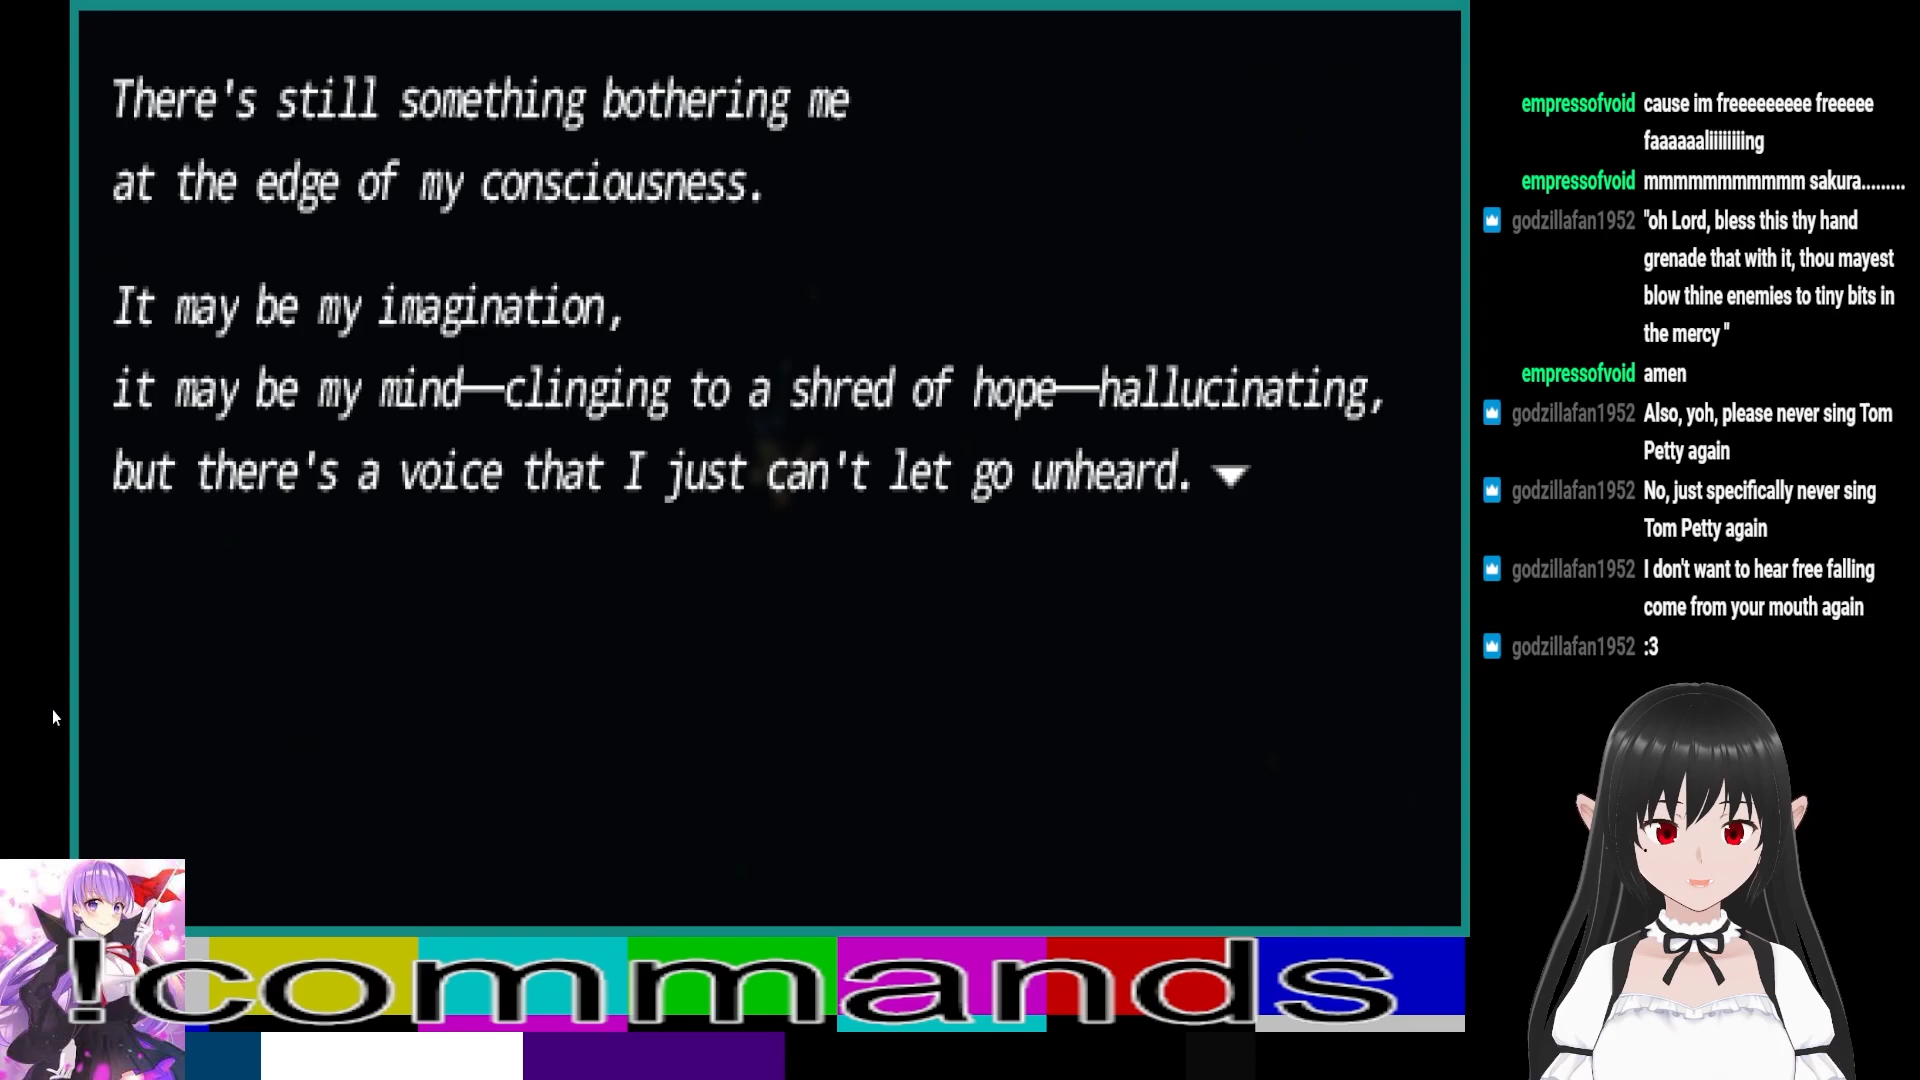 There's still something bothering me
at the edge of my consciousness.
It may be my imagination,
it may be my mind—clinging to a shred of hope—hallucinating,
but there's a voice that I just can't let go unheard.
empressofvoid cause im freeeeeeeee freeeee
faaaaaaliiiiiiiing
empressofvoid mmmmmmmmmmm sakura.........
godzillafan1952 "oh Lord, bless this thy hand
grenade that with it, thou mayest
blow thine enemies to tiny bits in
the mercy "
empressofvoid amen
godzillafan1952 Also, yoh, please never sing Tom
Petty again
godzillafan1952 No, just specifically never sing
Tom Petty again
godzillafan1952 I don't want to hear free falling
come from your mouth again
godzillafan1952 :3
!commands